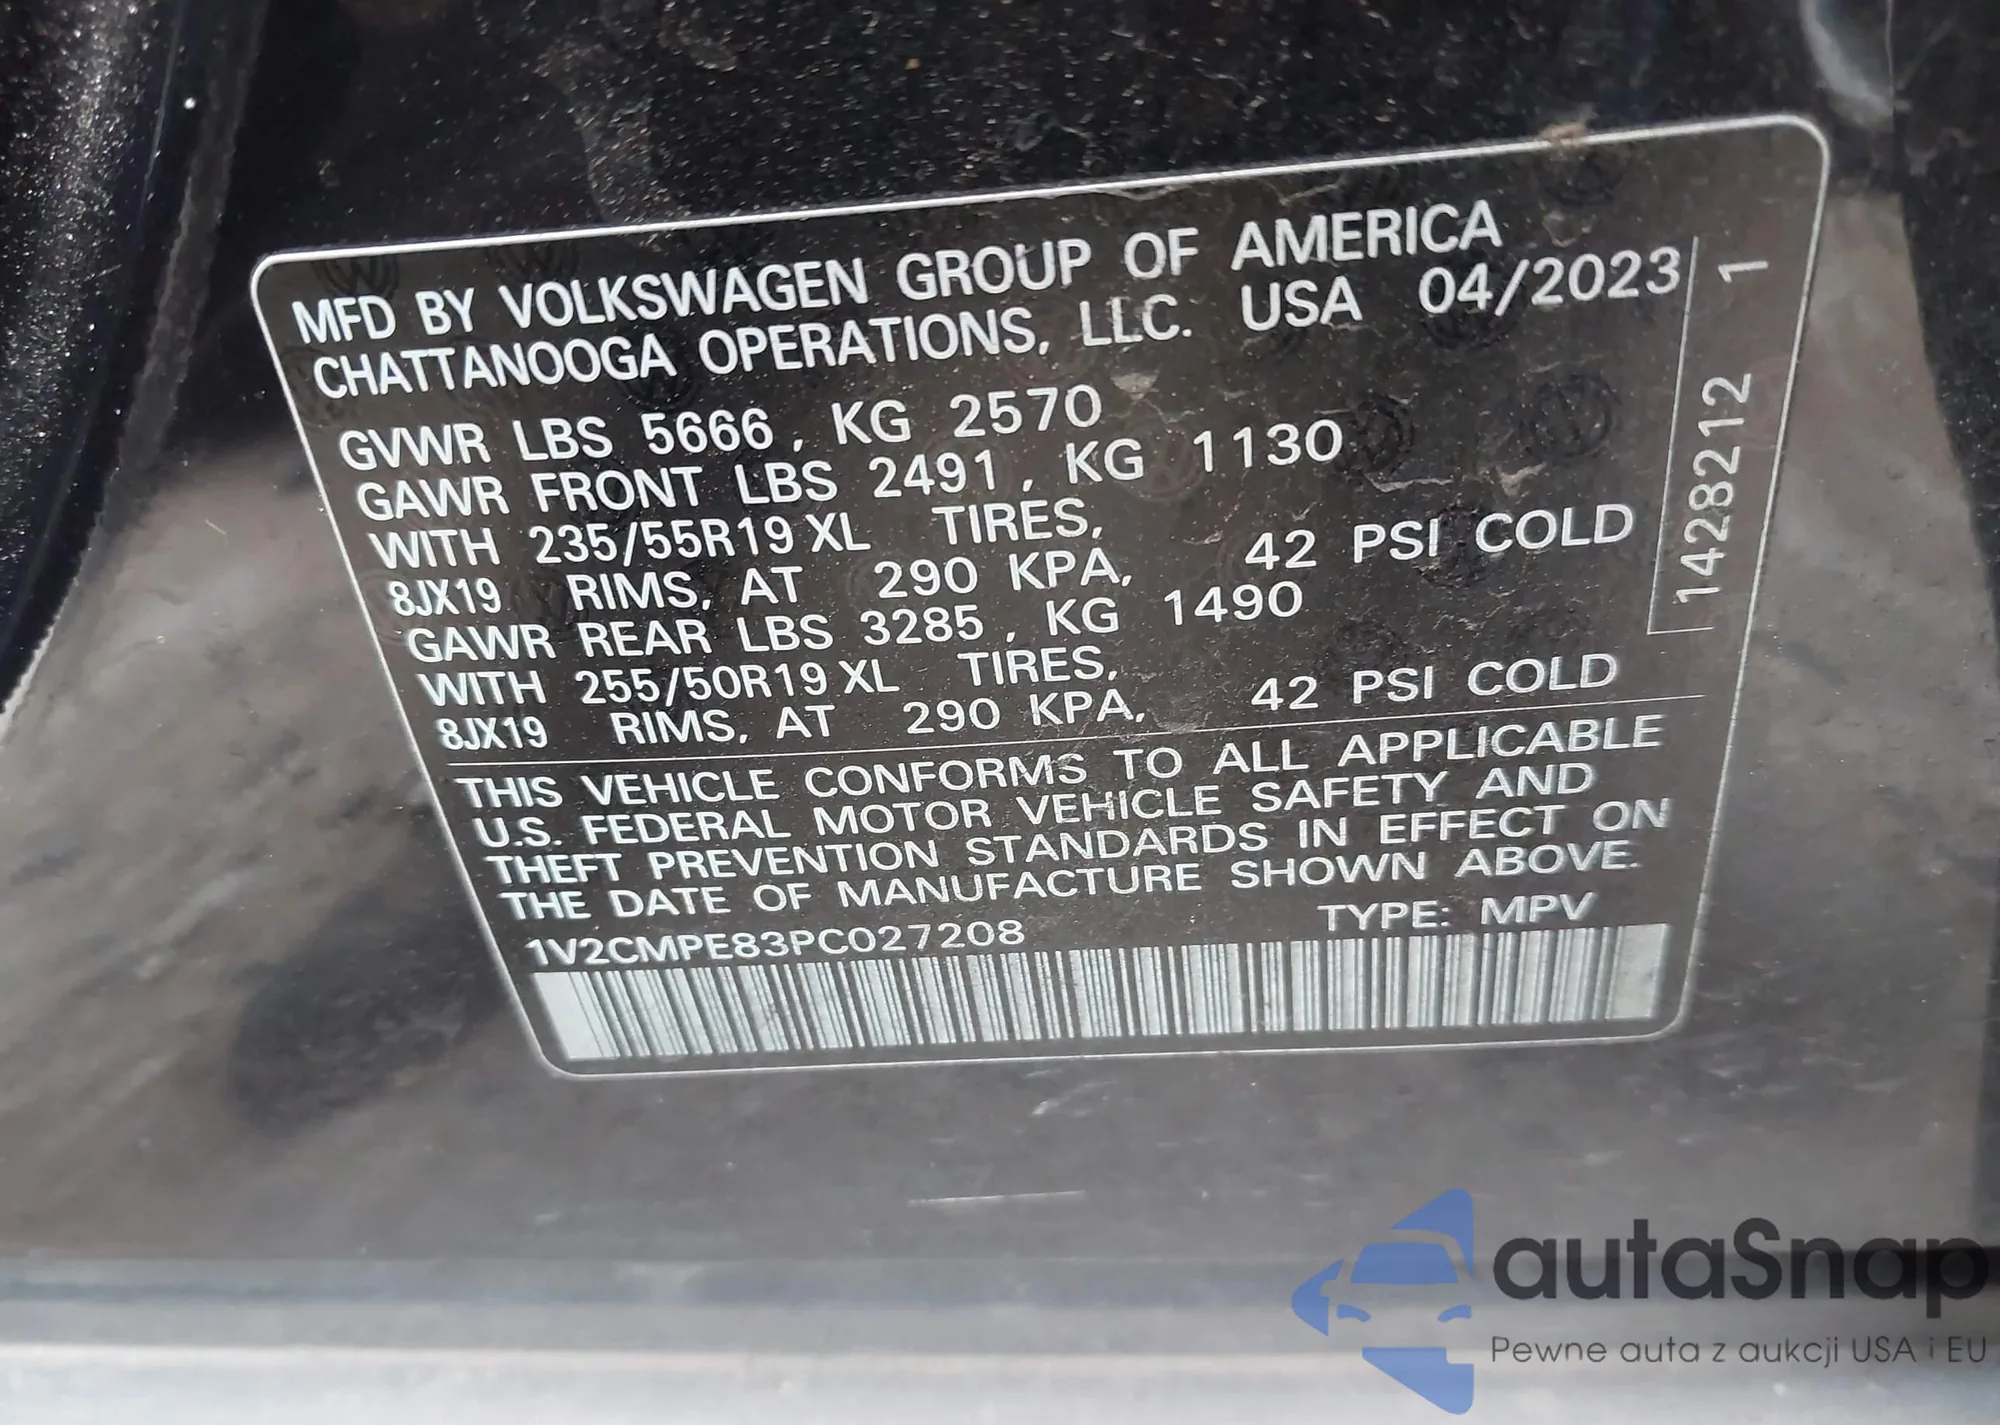 MFD BY VOLKSWAGEN GROUP OF AMERICA
CHATTANOOGA OPERATIONS, LLC. USA 04/2023
GVWR LBS 5666, KG 2570
GAWR FRONT LBS 2491, KG 1130
WITH 235/55R19 XL TIRES,
8JX19 RIMS, AT 290 KPA, 42 PSI COLD
GAWR REAR LBS 3285, KG 1490
WITH 255/50R19 XL TIRES,
8JX19 RIMS, AT 290 KPA, 42 PSI COLD
THIS VEHICLE CONFORMS TO ALL APPLICABLE
U.S. FEDERAL MOTOR VEHICLE SAFETY AND
THEFT PREVENTION STANDARDS IN EFFECT ON
THE DATE OF MANUFACTURE SHOWN ABOVE.
1V2CMPE83PC027208 TYPE: MPV
1428212 1
autaSnap
Pewne auta z aukcji USA i EU